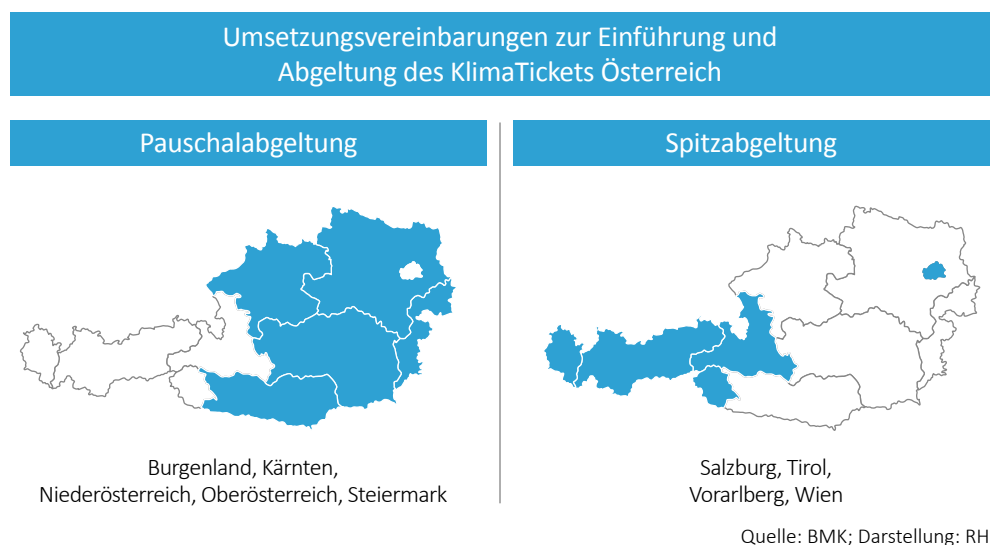 Umsetzungsvereinbarungen zur Einführung und
Abgeltung des KlimaTickets Österreich
Pauschalabgeltung
Burgenland, Kärnten,
Niederösterreich, Oberösterreich, Steiermark
Spitzabgeltung
Salzburg, Tirol,
Vorarlberg, Wien
Quelle: BMK; Darstellung: RH